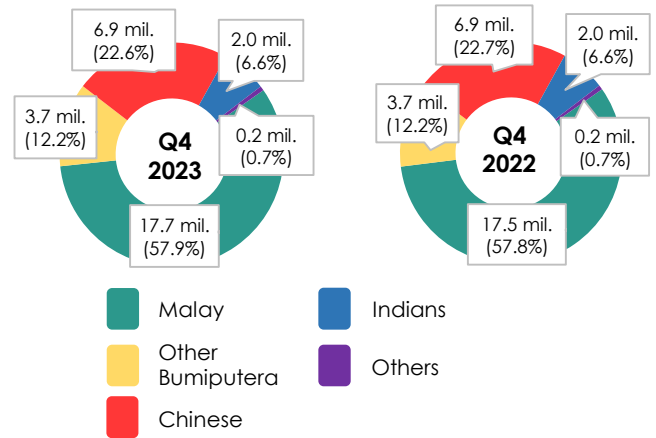 6.9 mil.
(22.6%)
2.0 mil.
(6.6%)
3.7 mil.
(12.2%)
Q4
2023
0.2 mil.
(0.7%)
17.7 mil.
(57.9%)
6.9 mil.
(22.7%)
2.0 mil.
(6.6%)
3.7 mil.
(12.2%)
Q4
2022
0.2 mil.
(0.7%)
17.5 mil.
(57.8%)
Malay
Indians
Other
Bumiputera
Others
Chinese